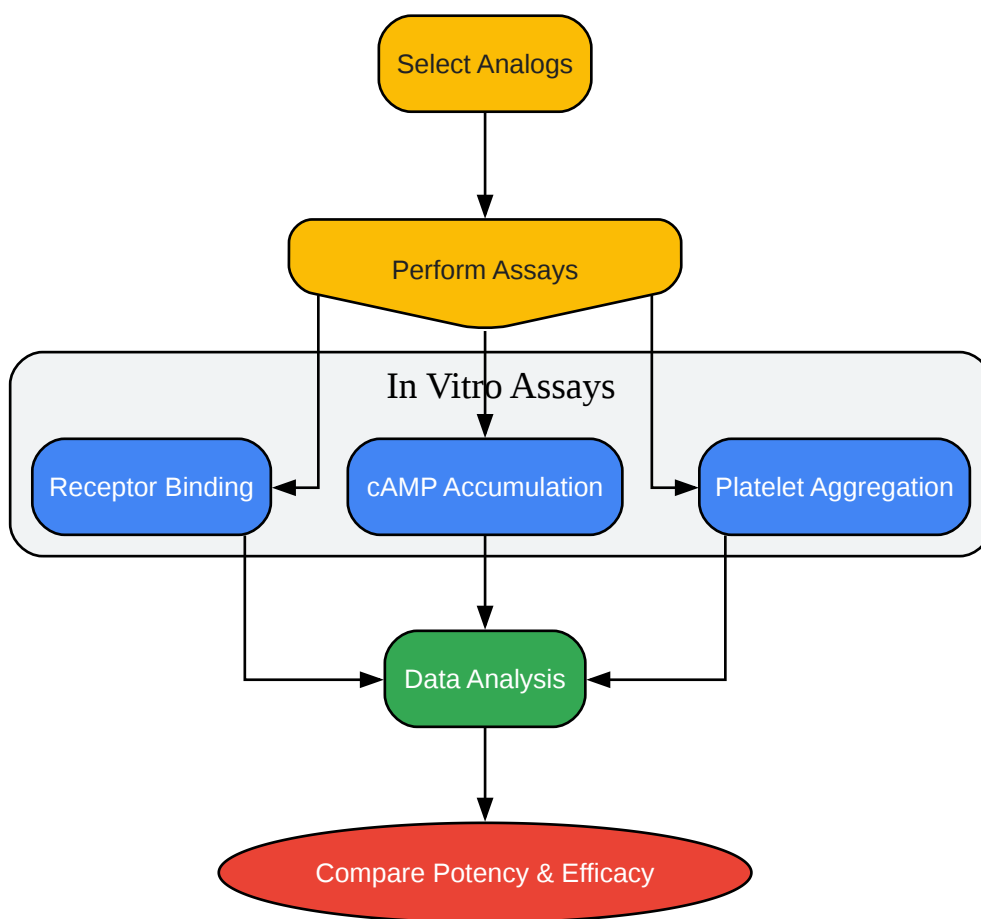 Select Analogs
Perform Assays
In Vitro Assays
Receptor Binding
cAMP Accumulation
Platelet Aggregation
Data Analysis
Compare Potency & Efficacy